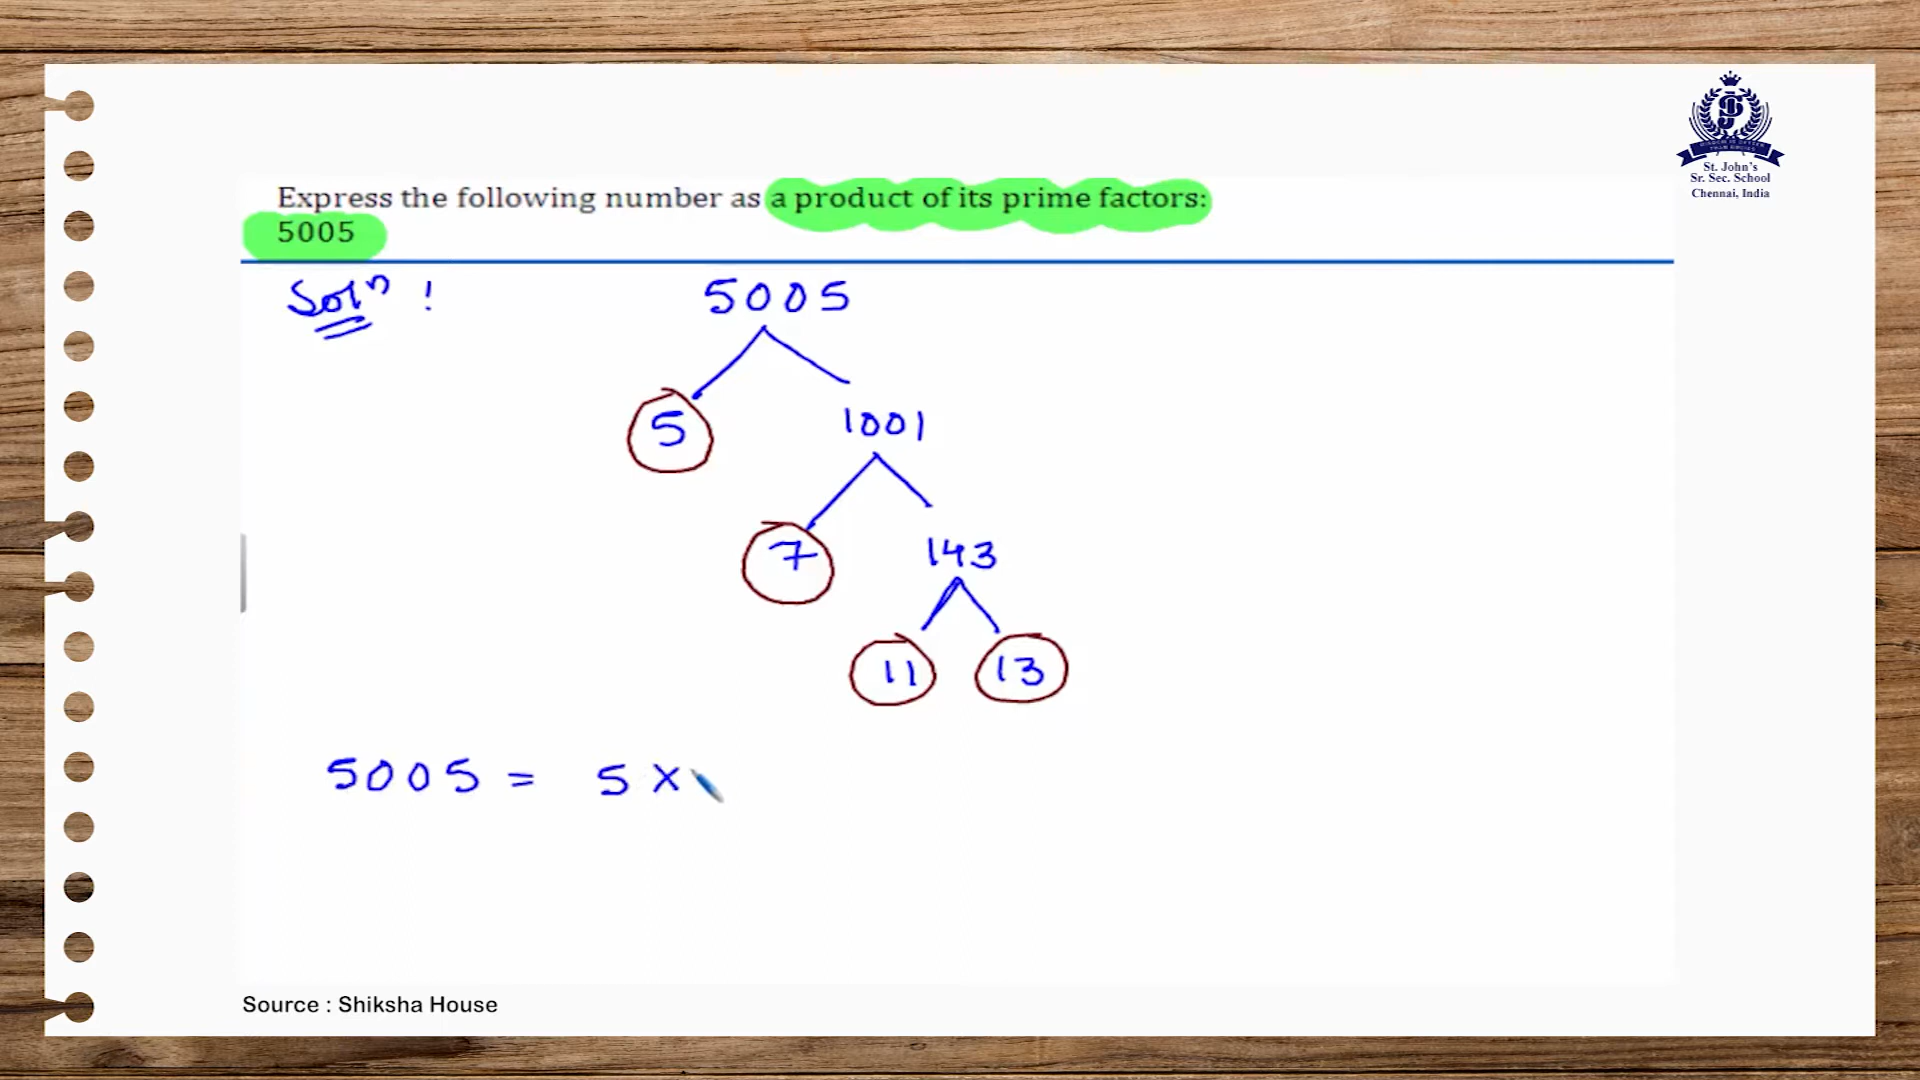 St. John's
Sr. Sec. School
Chennai, India
Express the following number as a product of its prime factors:
5005
Soln !
5005
5 1001
7 143
11 13
5005 = 5 ×
Source : Shiksha House